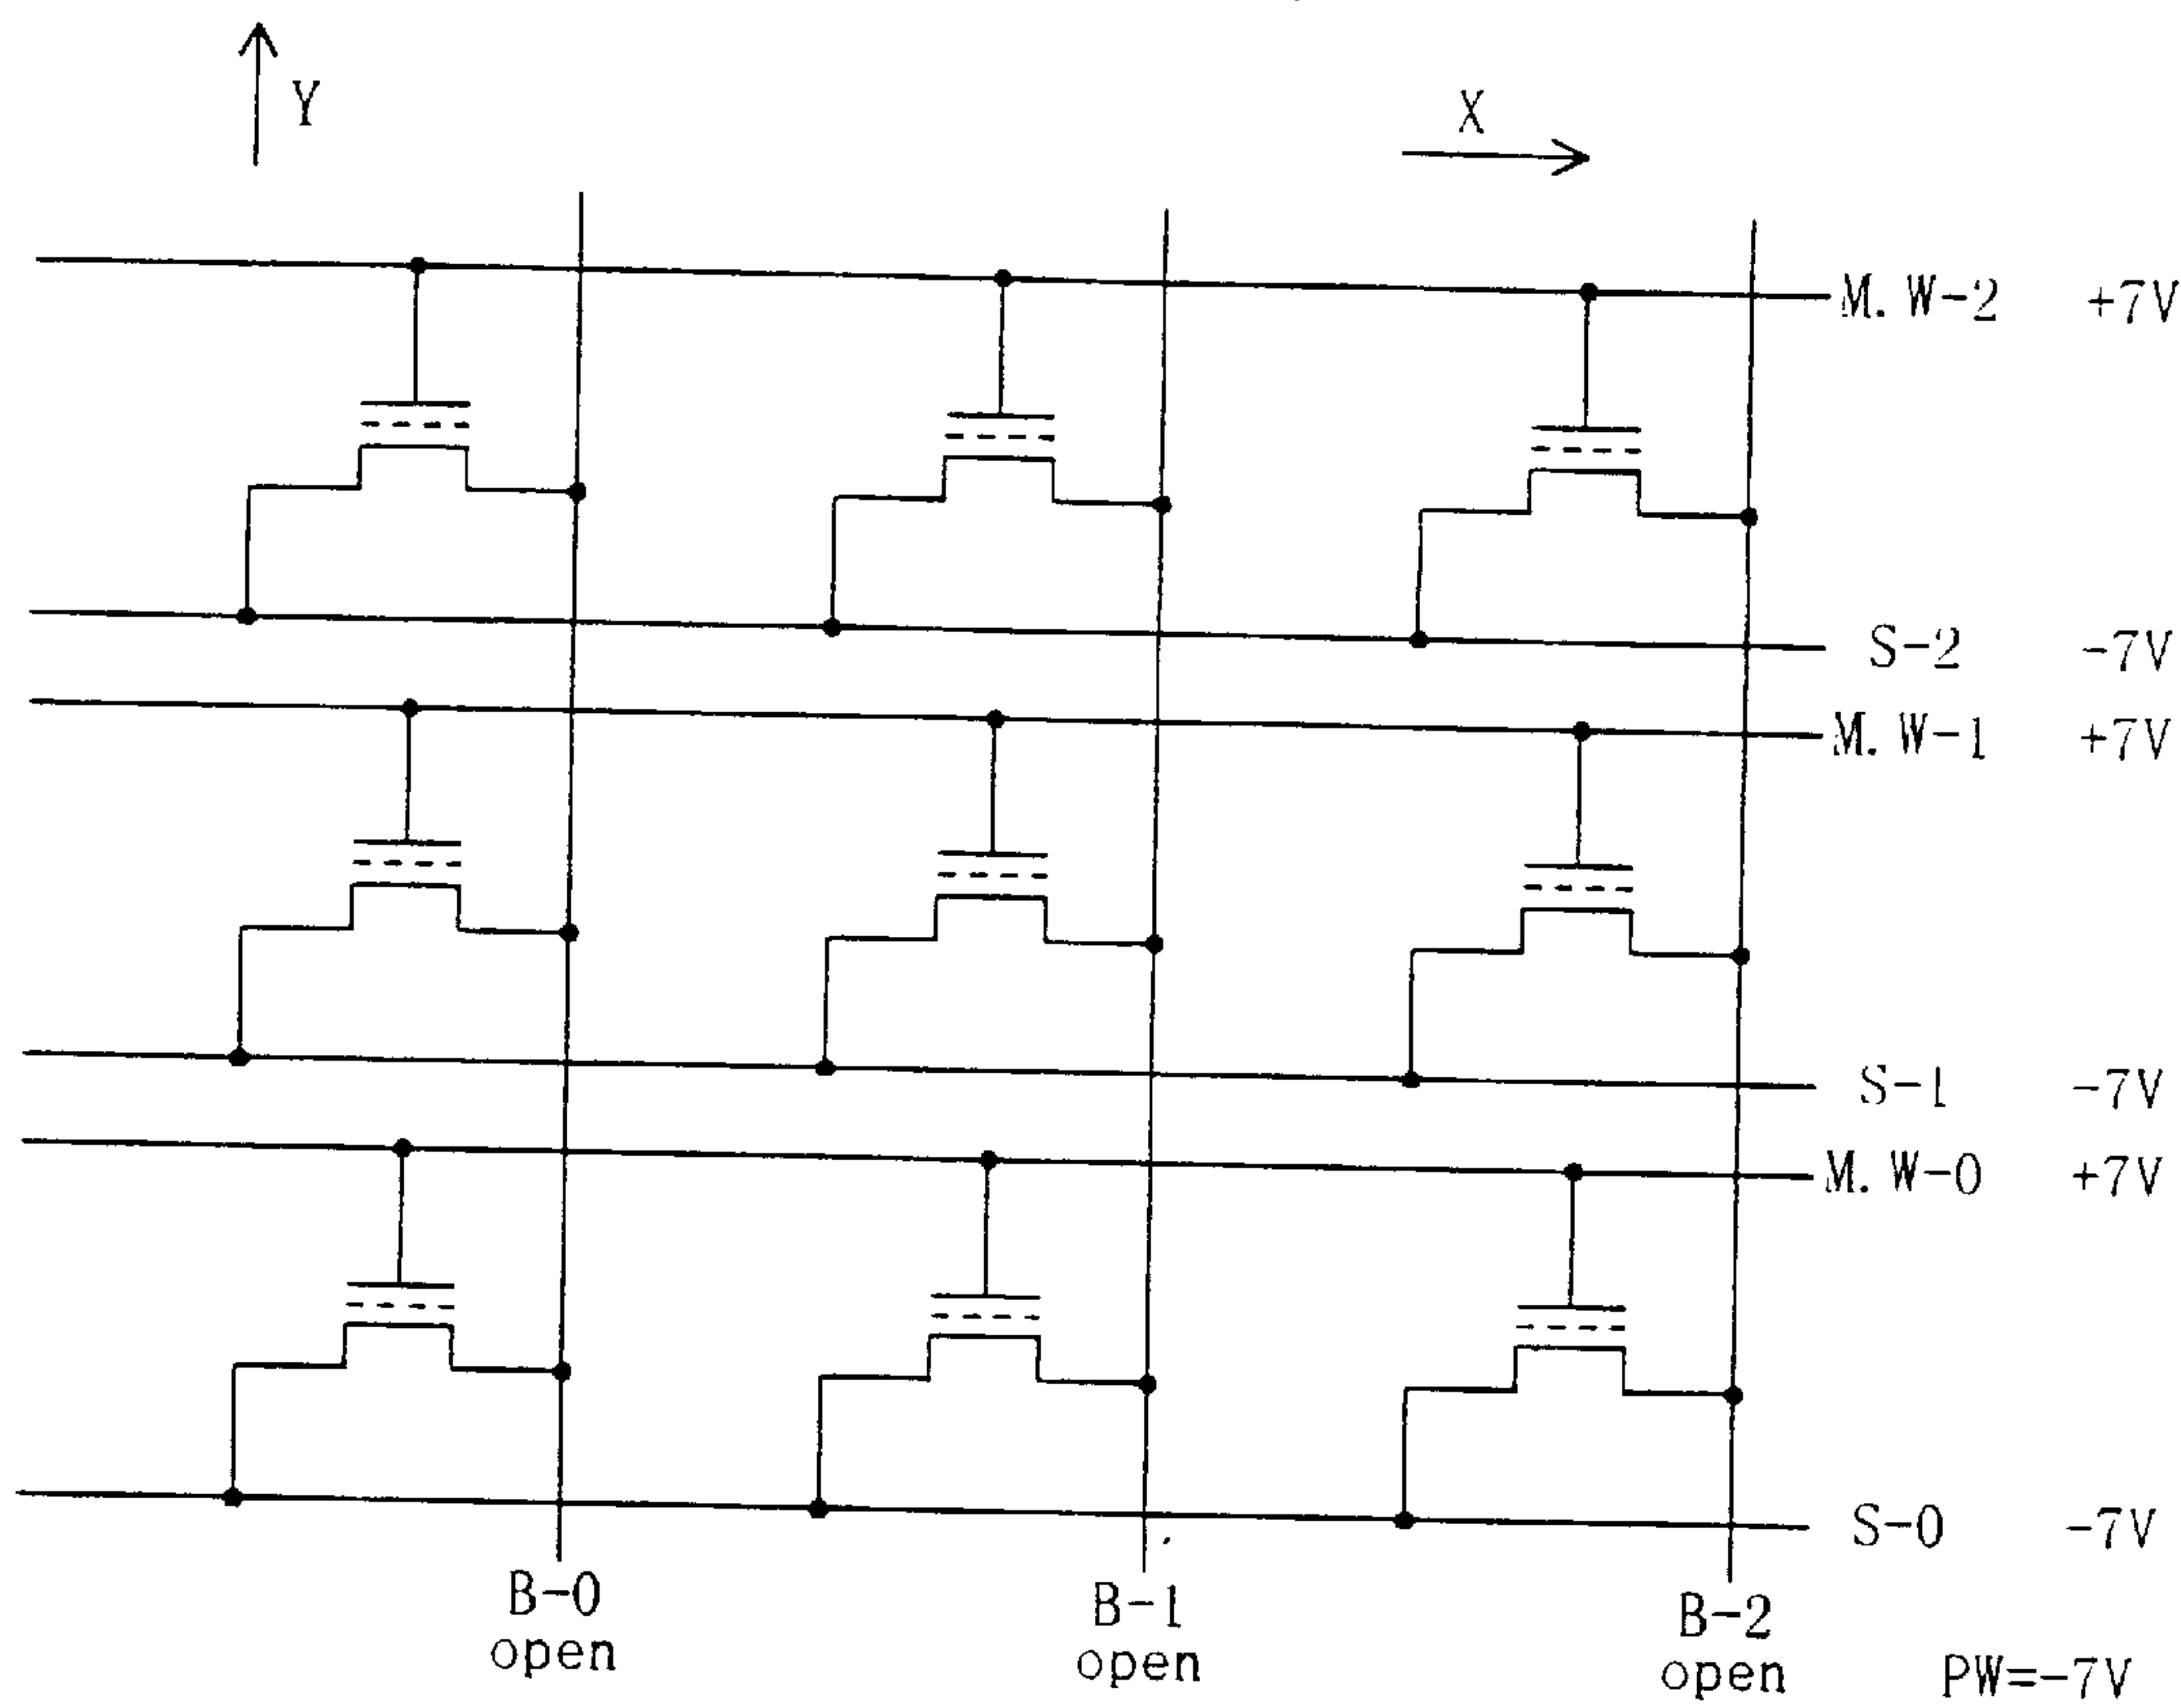 Y
X
M.W-2 +7V
S-2 -7V
M.W-1 +7V
S-1 -7V
M.W-0 +7V
S-0 -7V
B-0
open
B-1
open
B-2
open
PW=-7V